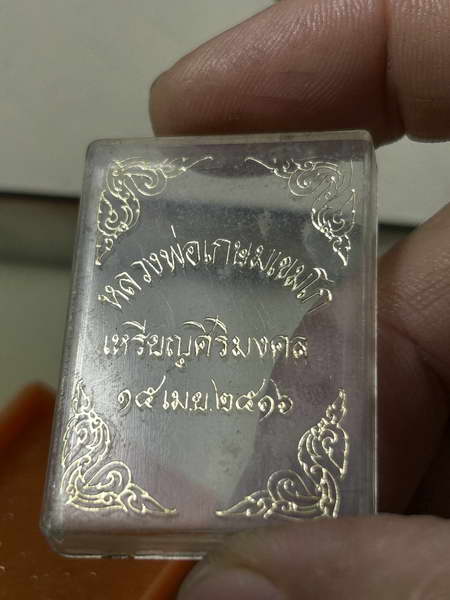 หลวงพ่อเกษมเขมโก
เหรียญศิริมงคล
๑๕ เม.ย. ๒๕๑๖